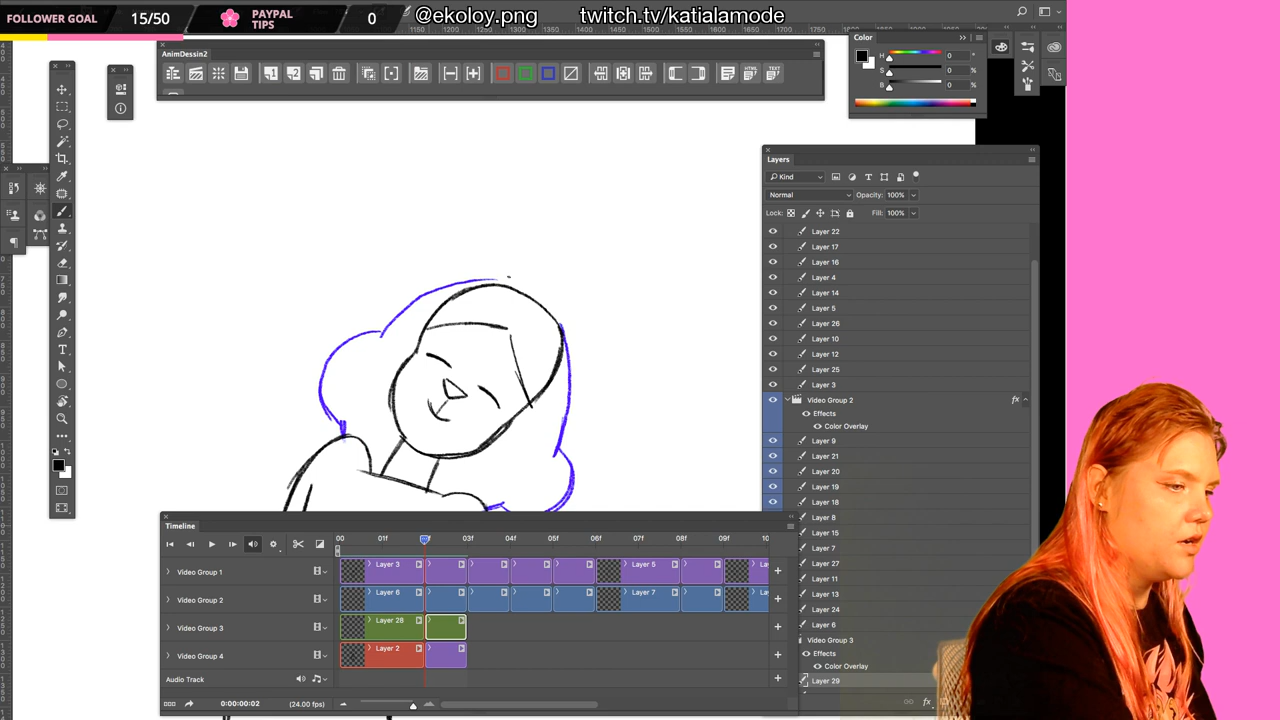 FOLLOWER GOAL 15/50 PAYPAL TIPS 0 @ekoloy.png twitch.tv/katialamode
AnimDessin2
Color
H 0 °
S 0 %
B 0 %
Layers
Kind
Normal Opacity: 100%
Lock: Fill: 100%
Layer 22
Layer 17
Layer 16
Layer 4
Layer 14
Layer 5
Layer 26
Layer 10
Layer 12
Layer 25
Layer 3
Video Group 2 fx
Effects
Color Overlay
Layer 9
Layer 21
Layer 20
Layer 19
Layer 18
Layer 8
Layer 15
Layer 7
Layer 27
Layer 11
Layer 13
Layer 24
Layer 6
Video Group 3
Effects
Color Overlay
Layer 29
Timeline
00 01f 03f 04f 05f 06f 07f 08f 09f 10
Video Group 1 Layer 3 Layer 5
Video Group 2 Layer 6 Layer 7
Video Group 3 Layer 28
Video Group 4 Layer 2
Audio Track
0:00:00:02 (24.00 fps)